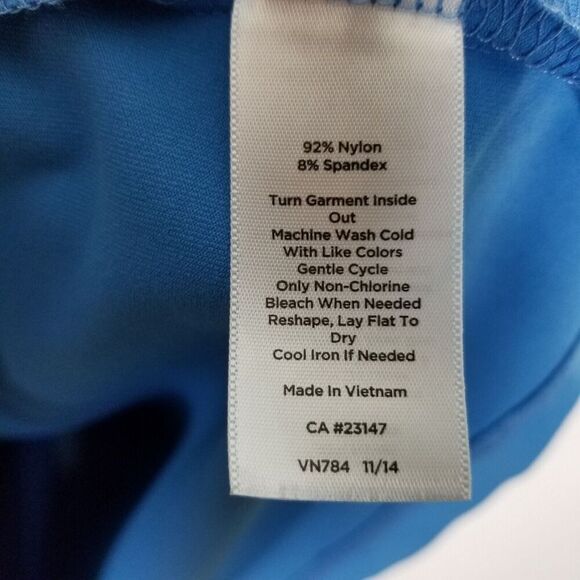 92% Nylon
8% Spandex
Turn Garment Inside
Out
Machine Wash Cold
With Like Colors
Gentle Cycle
Only Non-Chlorine
Bleach When Needed
Reshape, Lay Flat To
Dry
Cool Iron If Needed
Made In Vietnam
CA #23147
VN784 11/14